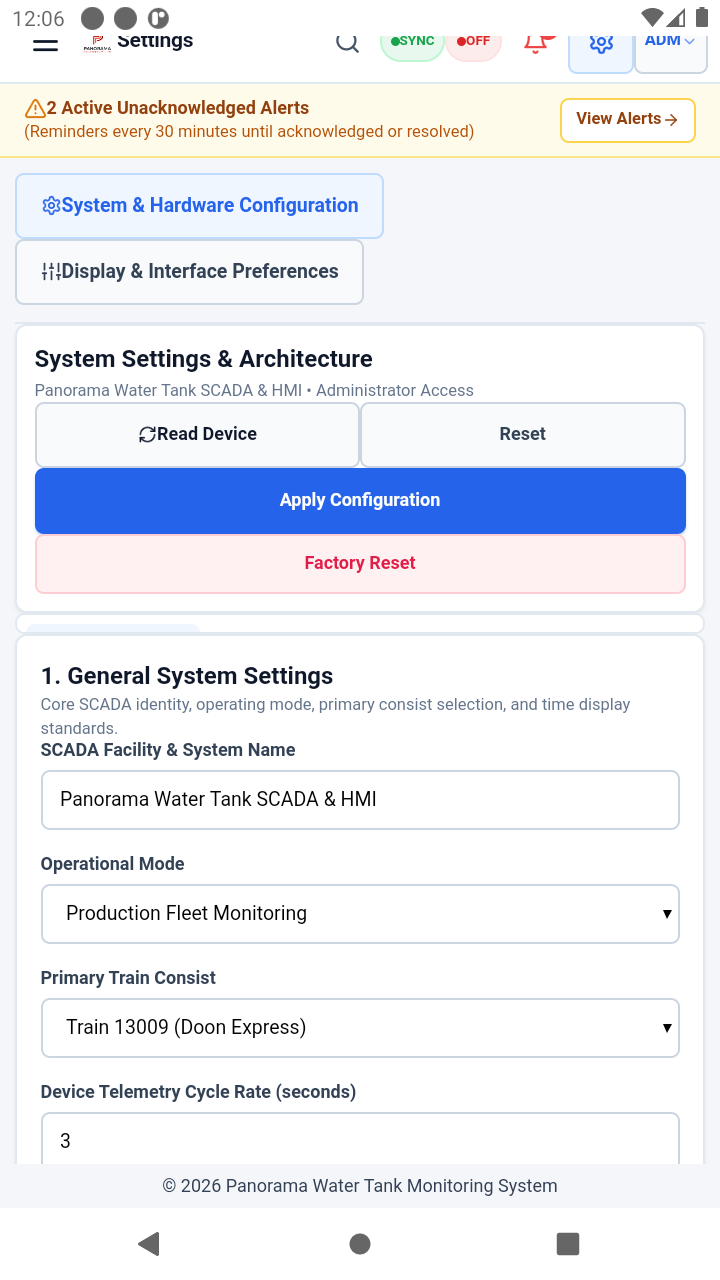 12:06
PANORAMA
Settings
SYNC
OFF
ADM
2 Active Unacknowledged Alerts
(Reminders every 30 minutes until acknowledged or resolved)
View Alerts
System & Hardware Configuration
Display & Interface Preferences
System Settings & Architecture
Panorama Water Tank SCADA & HMI • Administrator Access
Read Device
Reset
Apply Configuration
Factory Reset
1. General System Settings
Core SCADA identity, operating mode, primary consist selection, and time display
standards.
SCADA Facility & System Name
Panorama Water Tank SCADA & HMI
Operational Mode
Production Fleet Monitoring
Primary Train Consist
Train 13009 (Doon Express)
Device Telemetry Cycle Rate (seconds)
3
© 2026 Panorama Water Tank Monitoring System